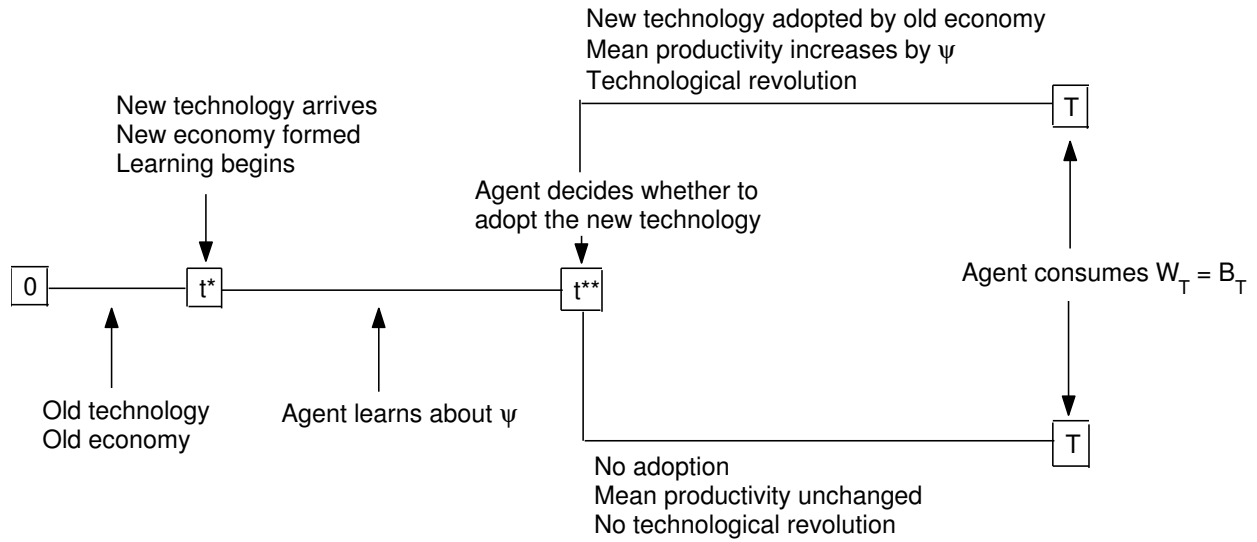 New technology adopted by old economy
Mean productivity increases by ψ
Technological revolution
T
New technology arrives
New economy formed
Learning begins
Agent decides whether to
adopt the new technology
0
t*
t**
Agent consumes W_T = B_T
Old technology
Old economy
Agent learns about ψ
T
No adoption
Mean productivity unchanged
No technological revolution